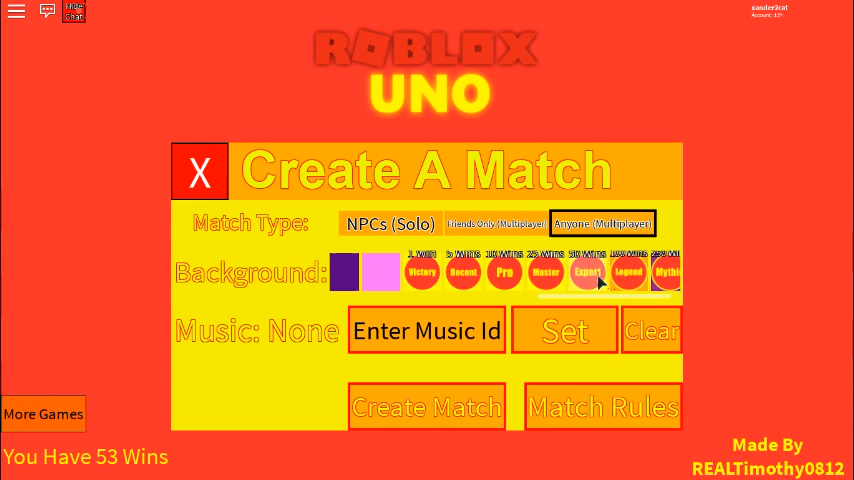 Hide
Chat
xander2cat
Account: 13+
ROBLOX
UNO
X Create A Match
Match Type: NPCs (Solo) Friends Only (Multiplayer) Anyone (Multiplayer)
1 Win 5 Wins 10 Wins 25 Wins 50 Wins 100 Wins
Background: Victory Decent Pro Master Expert Legend
Music: None Enter Music Id Set Clear
Create Match Match Rules
More Games
You Have 53 Wins
Made By
REALTimothy0812